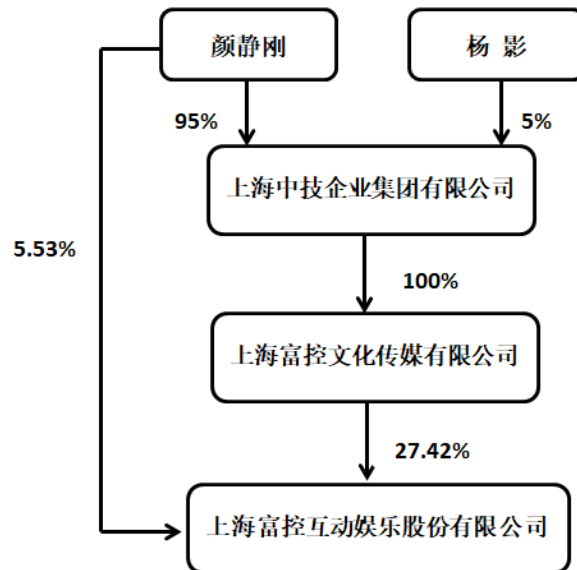 颜静刚
杨 影
95%
5%
上海中技企业集团有限公司
5.53%
100%
上海富控文化传媒有限公司
27.42%
上海富控互动娱乐股份有限公司